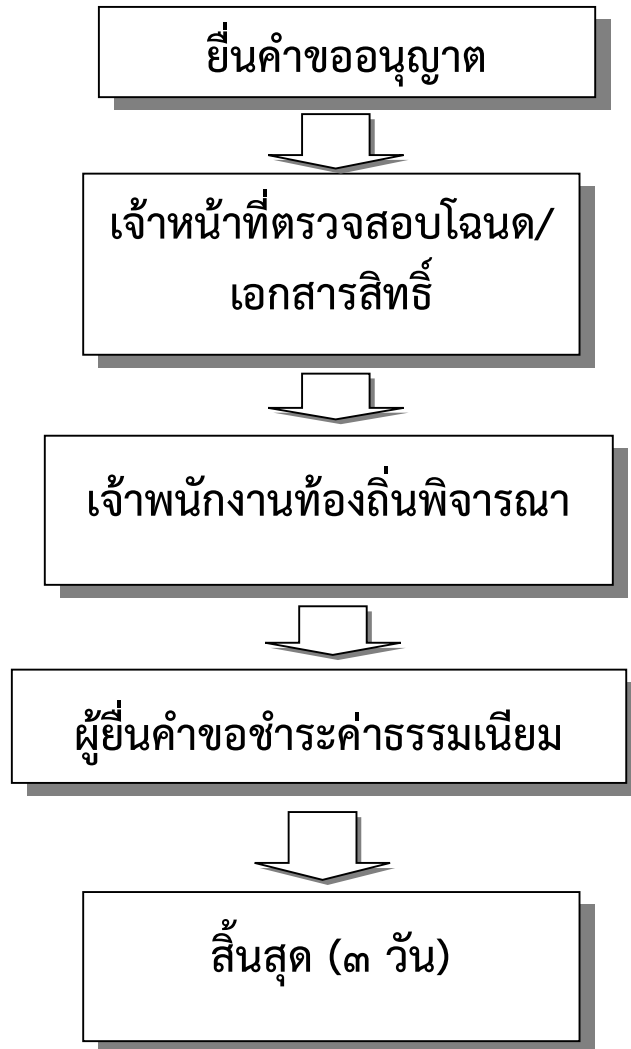 ยื่นคำขออนุญาต
เจ้าหน้าที่ตรวจสอบโฉนด/
เอกสารสิทธิ์
เจ้าพนักงานท้องถิ่นพิจารณา
ผู้ยื่นคำขอชำระค่าธรรมเนียม
สิ้นสุด (๓ วัน)